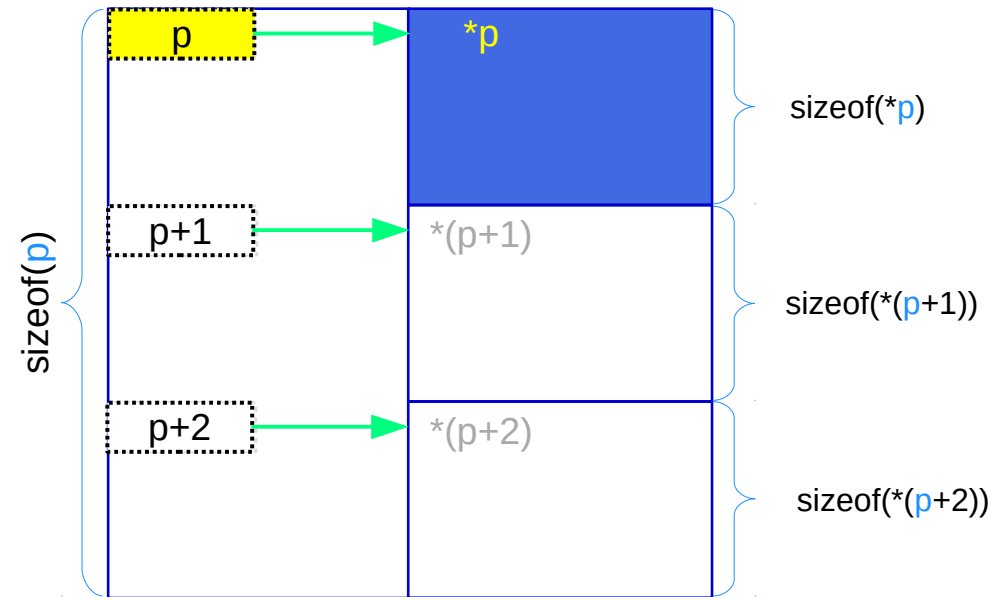 p
*p
sizeof(*p)
sizeof(p)
p+1
*(p+1)
sizeof(*(p+1))
p+2
*(p+2)
sizeof(*(p+2))